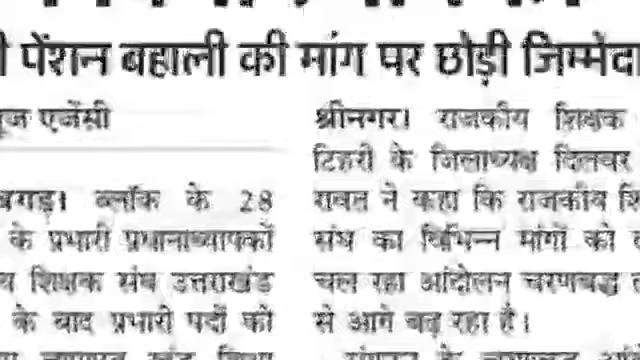 पेंशन बहाली की मांग पर छोड़ी
एजेंसी
ब्लॉक के 28
के प्रभारी प्रधानाध्यापकों
शिक्षक संघ उत्तराखंड
के बाद प्रभारी पदों की
श्रीनगर। राजकीय शिक्षक
टिहरी के जिलाध्यक्ष दिलवर
रावत ने कहा कि राजकीय
संघ का विभिन्न मांगों को
चल रहा आंदोलन चरणबद्ध
से आगे बढ़ रहा है।